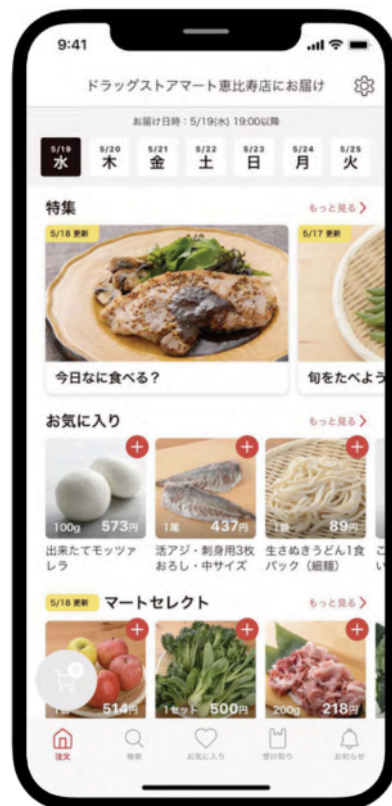 9:41
ドラッグストアマート恵比寿店にお届け
お届け日時：5/19(水) 19:00以降
5/19 5/20 5/21 5/22 5/23 5/24 5/25
水 木 金 土 日 月 火
特集 もっと見る
5/18 更新 5/17 更新
今日なに食べる？ 旬をたべよう
お気に入り もっと見る
100g 573円 1尾 437円 1袋 89円
出来たてモッツァ 活アジ・刺身用3枚 生さぬきうどん1食
レラ おろし・中サイズ パック（細麺）
5/18 更新 マートセレクト もっと見る
0
514円 1セット 500円 200g 218円
注文 検索 お気に入り 受け取り お知らせ